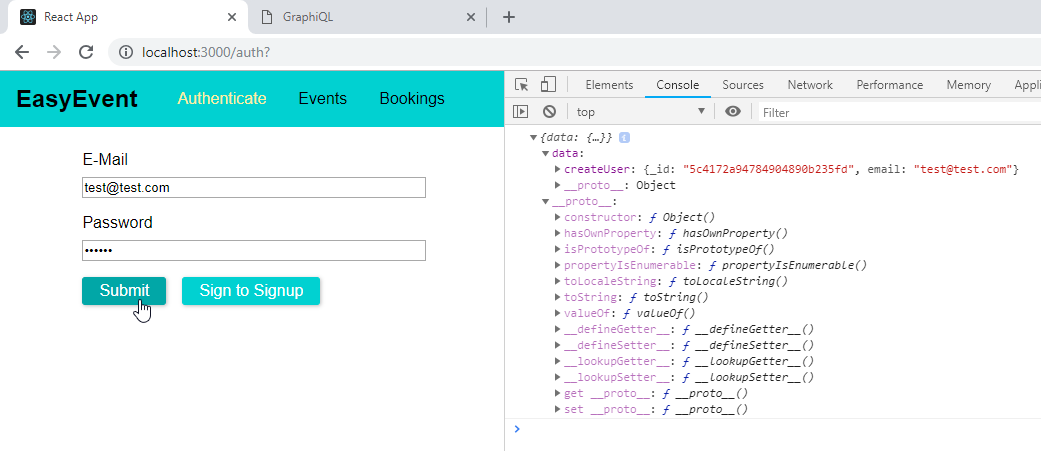 React App
GraphiQL
localhost:3000/auth?
EasyEvent Authenticate Events Bookings
E-Mail
test@test.com
Password
••••••
Submit Sign to Signup
Elements Console Sources Network Performance Memory Appli
top Filter
{data: {…}} i
data:
createUser: {_id: "5c4172a94784904890b235fd", email: "test@test.com"}
__proto__: Object
__proto__:
constructor: ƒ Object()
hasOwnProperty: ƒ hasOwnProperty()
isPrototypeOf: ƒ isPrototypeOf()
propertyIsEnumerable: ƒ propertyIsEnumerable()
toLocaleString: ƒ toLocaleString()
toString: ƒ toString()
valueOf: ƒ valueOf()
__defineGetter__: ƒ __defineGetter__()
__defineSetter__: ƒ __defineSetter__()
__lookupGetter__: ƒ __lookupGetter__()
__lookupSetter__: ƒ __lookupSetter__()
get __proto__: ƒ __proto__()
set __proto__: ƒ __proto__()